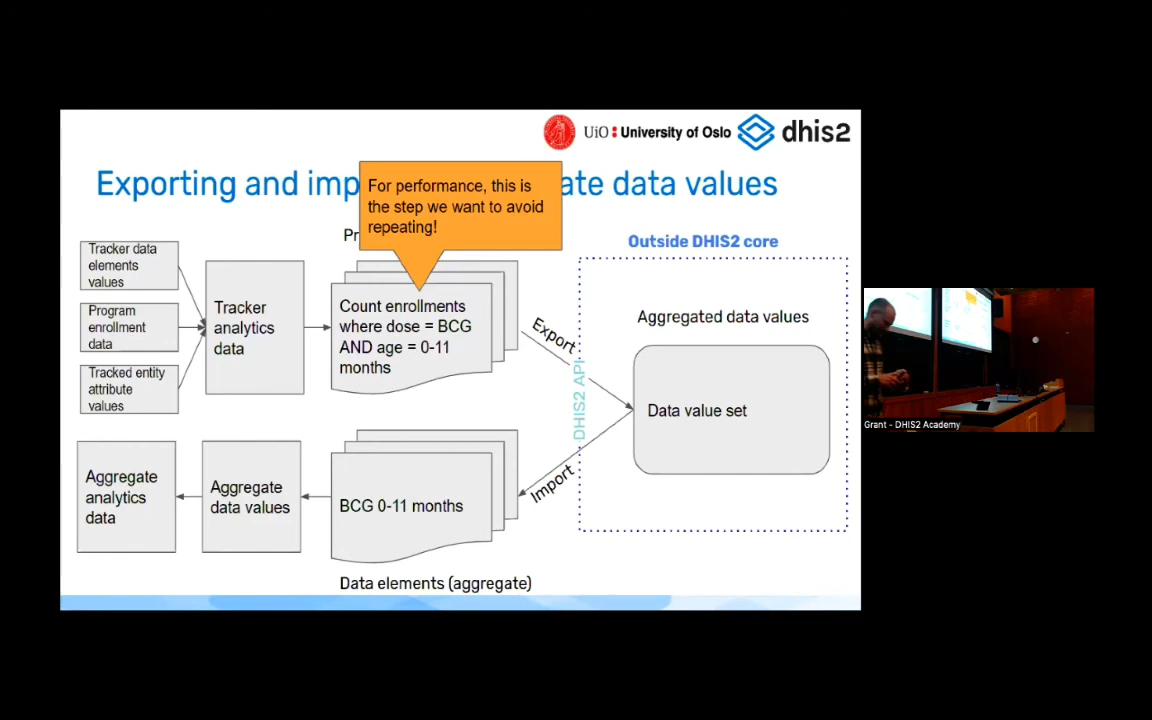 UiO : University of Oslo
dhis2
Exporting and imp
ate data values
For performance, this is
the step we want to avoid
repeating!
Pr
Outside DHIS2 core
Tracker data
elements
values
Program
enrollment
data
Tracked entity
attribute
values
Tracker
analytics
data
Count enrollments
where dose = BCG
AND age = 0-11
months
Export
DHIS2 API
Import
Aggregated data values
Data value set
Aggregate
analytics
data
Aggregate
data values
BCG 0-11 months
Data elements (aggregate)
Grant - DHIS2 Academy